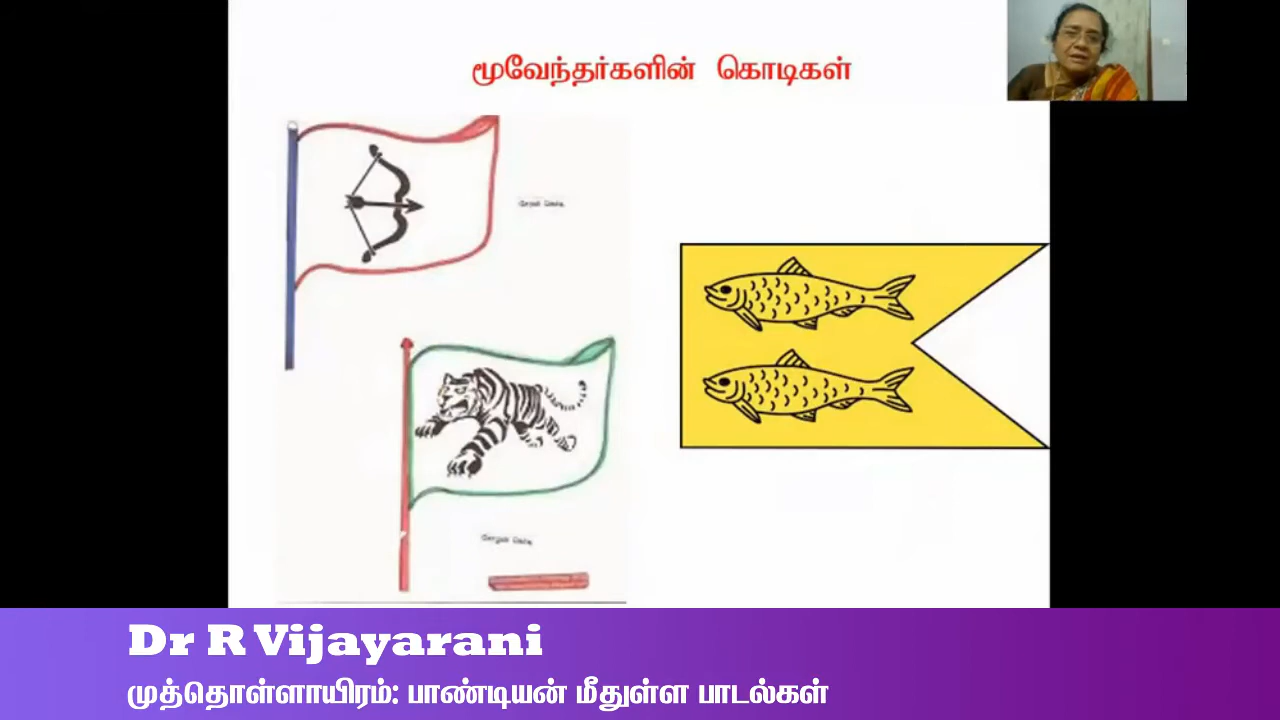 மூவேந்தர்களின் கொடிகள்
Dr R Vijayarani
முத்தொள்ளாயிரம்: பாண்டியன் மீதுள்ள பாடல்கள்